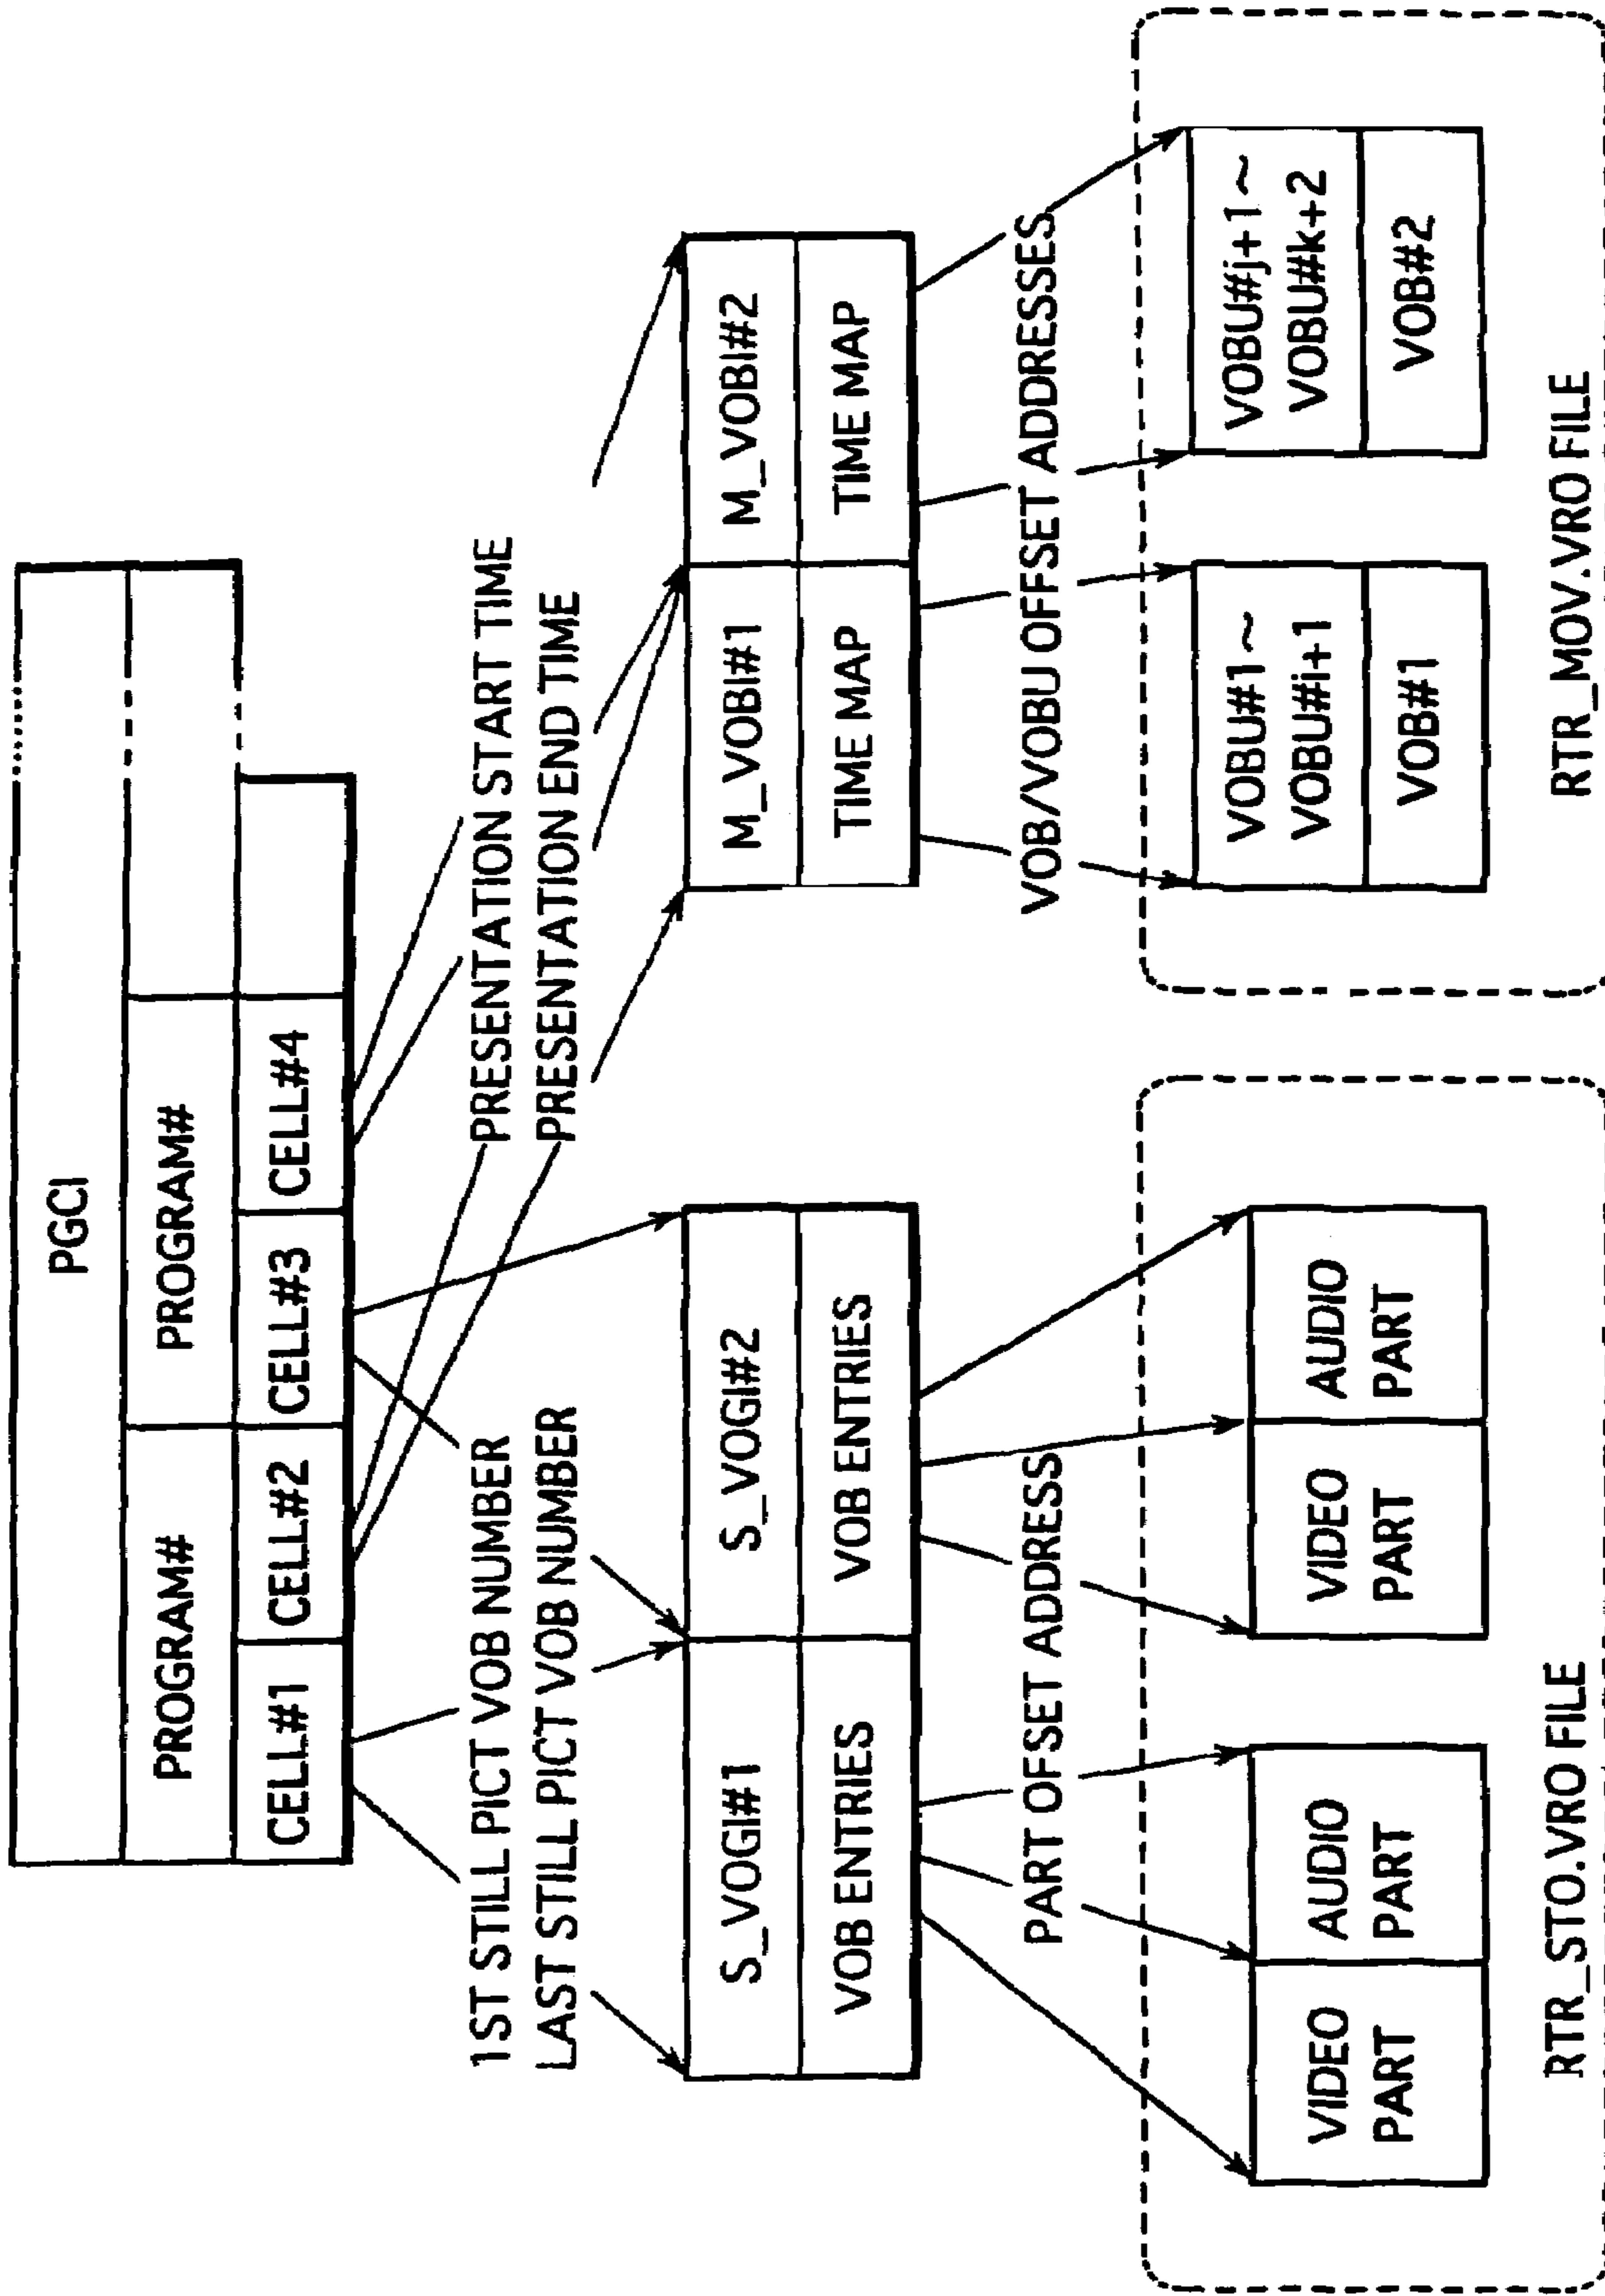 PGCI
PROGRAM# PROGRAM#
CELL#1 CELL#2 CELL#3 CELL#4
1ST STILL PICT VOB NUMBER PRESENTATION START TIME
LAST STILL PICT VOB NUMBER PRESENTATION END TIME
S_VOGI#1 S_VOGI#2 M_VOBI#1 M_VOBI#2
VOB ENTRIES VOB ENTRIES TIME MAP TIME MAP
PART OFFSET ADDRESS VOB/VOBU OFFSET ADDRESSES
VIDEO PART AUDIO PART VIDEO PART AUDIO PART
VOBU#1~ VOBU#j+1~
VOBU#i+1 VOBU#k+2
VOB#1 VOB#2
RTR_STO.VRO FILE RTR_MOV.VRO FILE